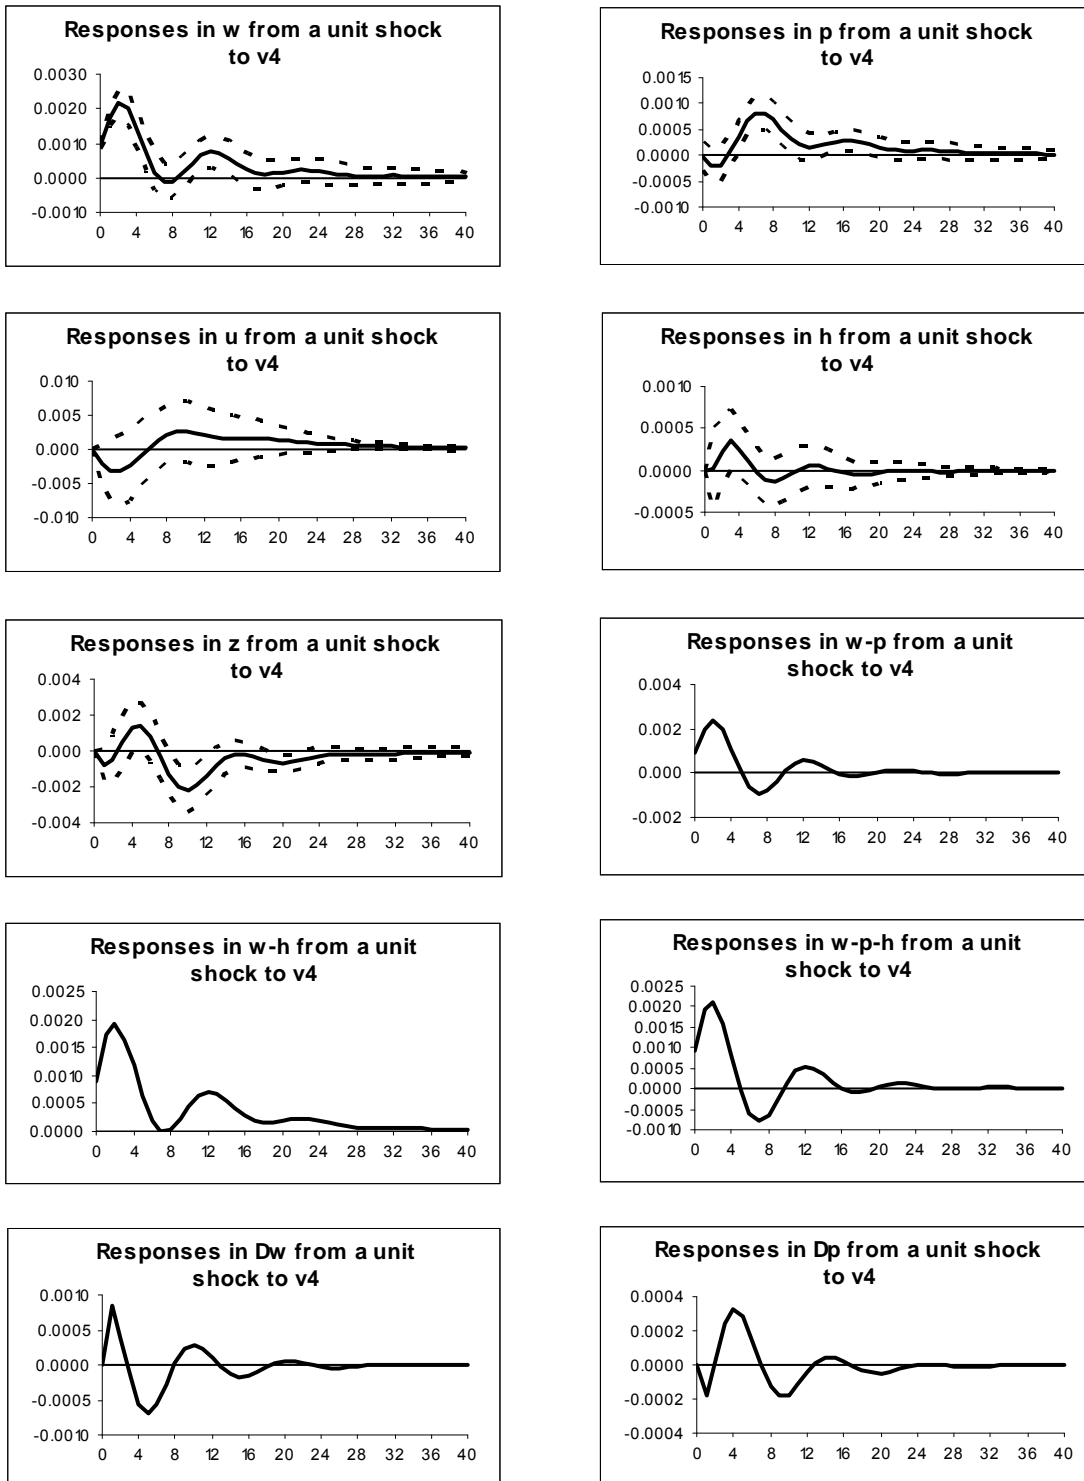 Responses in w from a unit shock
to v4
0.0030
0.0020
0.0010
0.0000
-0.0010
0 4 8 12 16 20 24 28 32 36 40
Responses in p from a unit shock
to v4
0.0015
0.0010
0.0005
0.0000
-0.0005
-0.0010
0 4 8 12 16 20 24 28 32 36 40
Responses in u from a unit shock
to v4
0.010
0.005
0.000
-0.005
-0.010
0 4 8 12 16 20 24 28 32 36 40
Responses in h from a unit shock
to v4
0.0010
0.0005
0.0000
-0.0005
0 4 8 12 16 20 24 28 32 36 40
Responses in z from a unit shock
to v4
0.004
0.002
0.000
-0.002
-0.004
0 4 8 12 16 20 24 28 32 36 40
Responses in w-p from a unit
shock to v4
0.004
0.002
0.000
-0.002
0 4 8 12 16 20 24 28 32 36 40
Responses in w-h from a unit
shock to v4
0.0025
0.0020
0.0015
0.0010
0.0005
0.0000
0 4 8 12 16 20 24 28 32 36 40
Responses in w-p-h from a unit
shock to v4
0.0025
0.0020
0.0015
0.0010
0.0005
0.0000
-0.0005
-0.0010
0 4 8 12 16 20 24 28 32 36 40
Responses in Dw from a unit
shock to v4
0.0010
0.0005
0.0000
-0.0005
-0.0010
0 4 8 12 16 20 24 28 32 36 40
Responses in Dp from a unit shock
to v4
0.0004
0.0002
0.0000
-0.0002
-0.0004
0 4 8 12 16 20 24 28 32 36 40